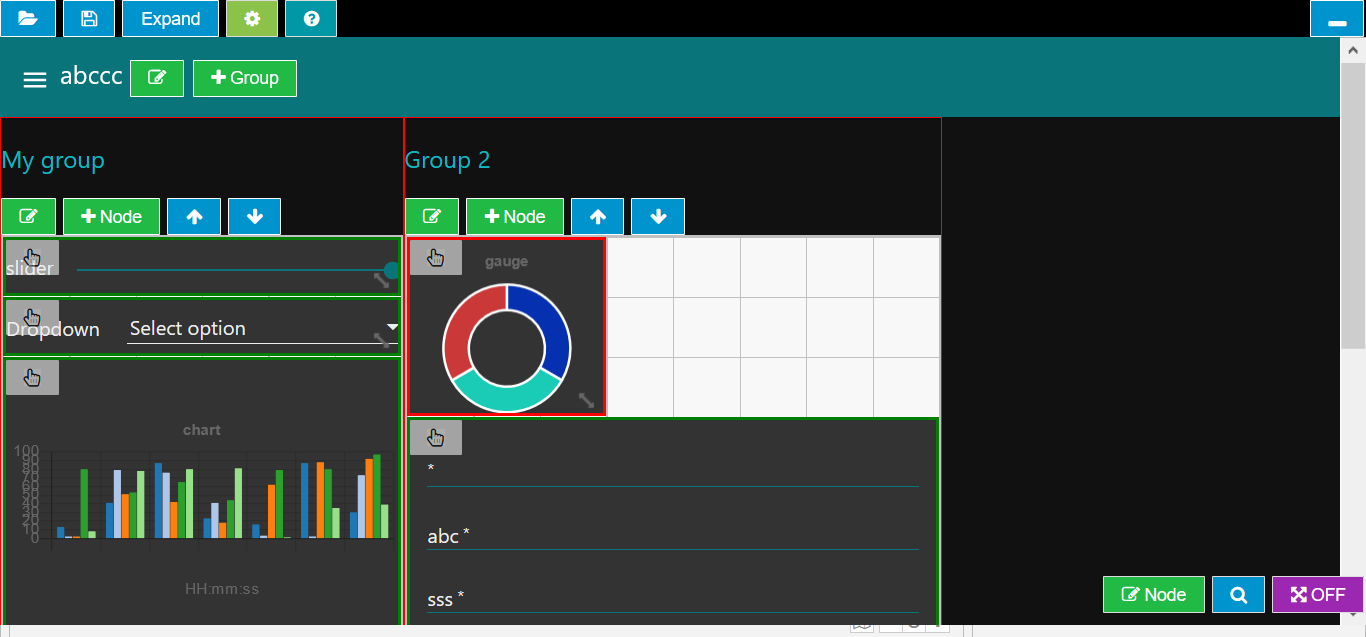 Expand
abccc
Group
My group
Group 2
Node
Node
slider
gauge
Dropdown
Select option
chart
100
90
80
70
60
50
40
30
20
10
0
HH:mm:ss
*
abc *
sss *
Node
OFF